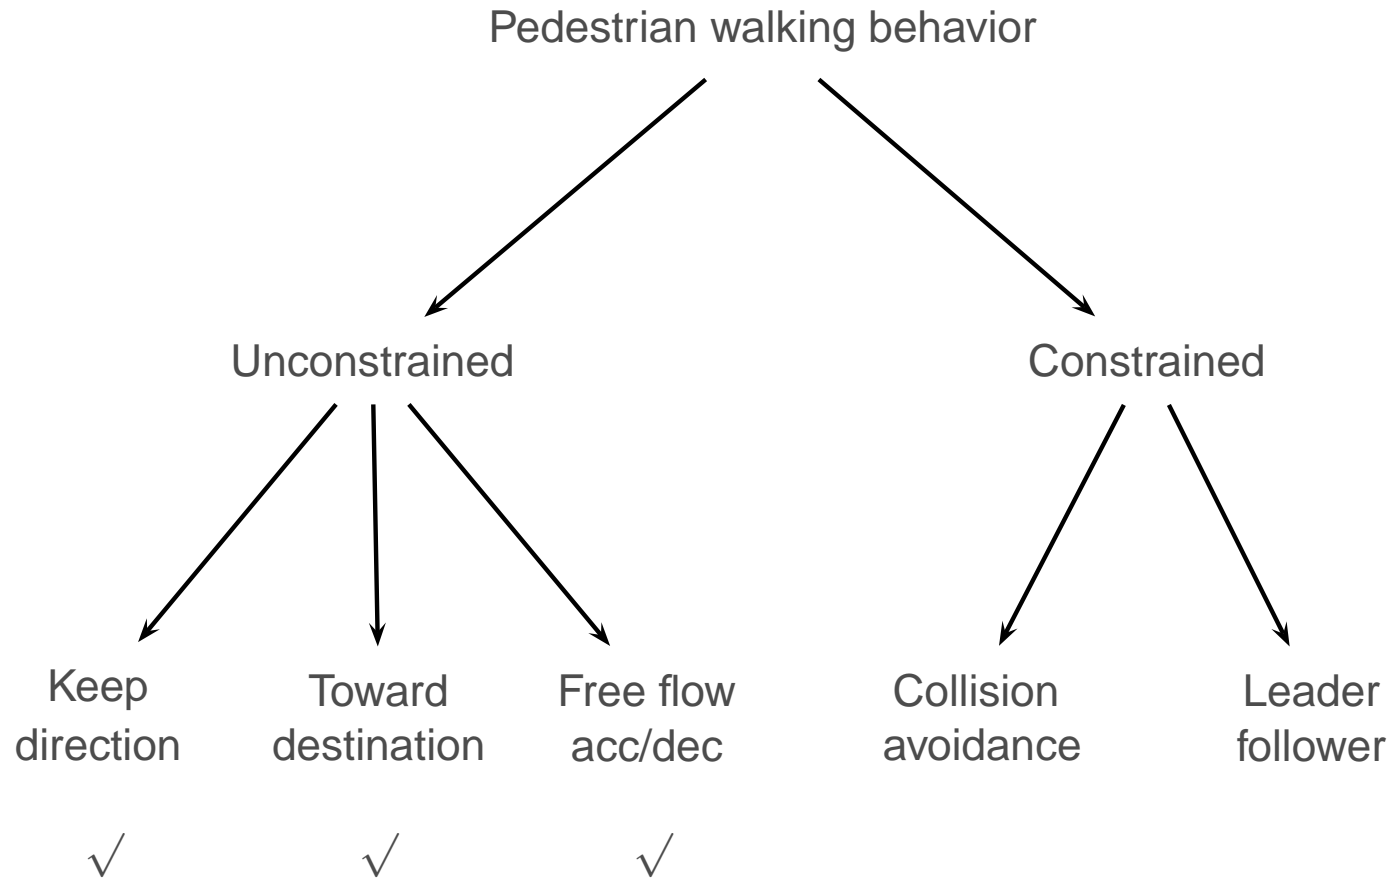 Pedestrian walking behavior
Unconstrained
Constrained
Keep
direction
Toward
destination
Free flow
acc/dec
Collision
avoidance
Leader
follower
√
√
√